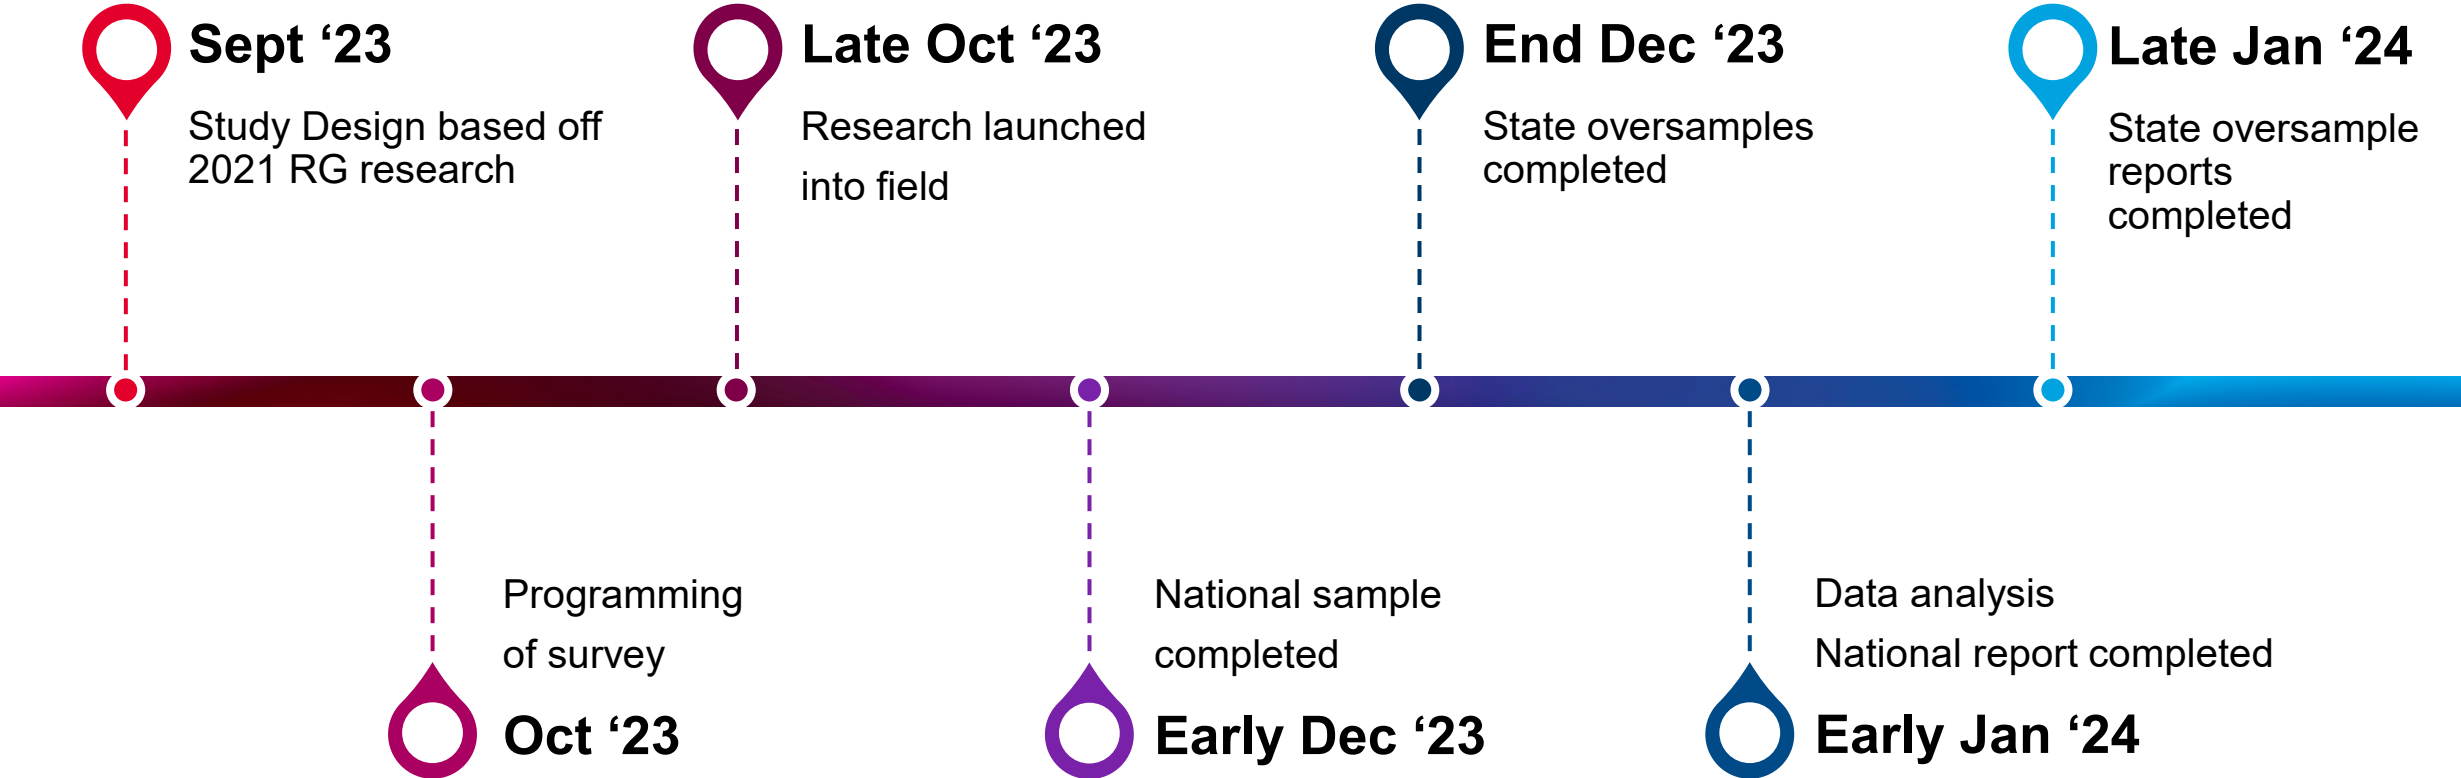 Sept ‘23
Study Design based off
2021 RG research
Late Oct ‘23
Research launched
into field
End Dec ‘23
State oversamples
completed
Late Jan ‘24
State oversample
reports
completed
Programming
of survey
Oct ‘23
National sample
completed
Early Dec ‘23
Data analysis
National report completed
Early Jan ‘24